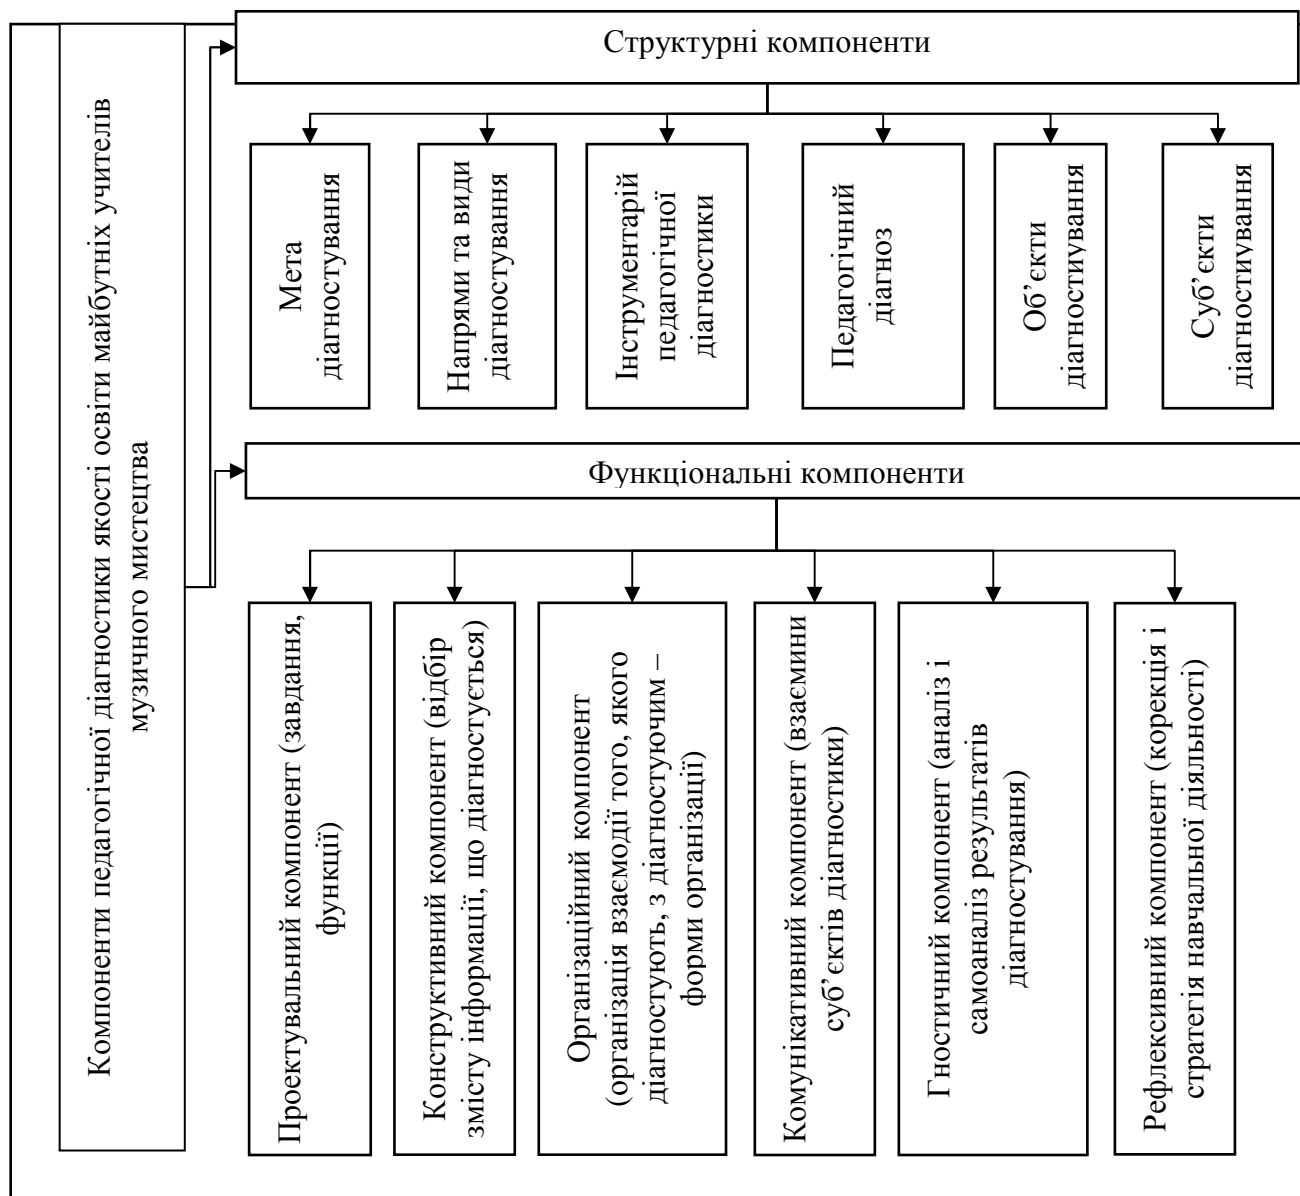 Компоненти педагогічної діагностики якості освіти майбутніх учителів
музичного мистецтва
Структурні компоненти
Мета
діагностування
Напрями та види
діагностування
Інструментарій
педагогічної
діагностики
Педагогічний
діагноз
Об’єкти
діагностування
Суб’єкти
діагностування
Функціональні компоненти
Проектувальний компонент (завдання,
функції)
Конструктивний компонент (відбір
змісту інформації, що діагностується)
Організаційний компонент
(організація взаємодії того, якого
діагностують, з діагностуючим –
форми організації)
Комунікативний компонент (взаємини
суб’єктів діагностики)
Гностичний компонент (аналіз і
самоаналіз результатів
діагностування)
Рефлексивний компонент (корекція і
стратегія навчальної діяльності)